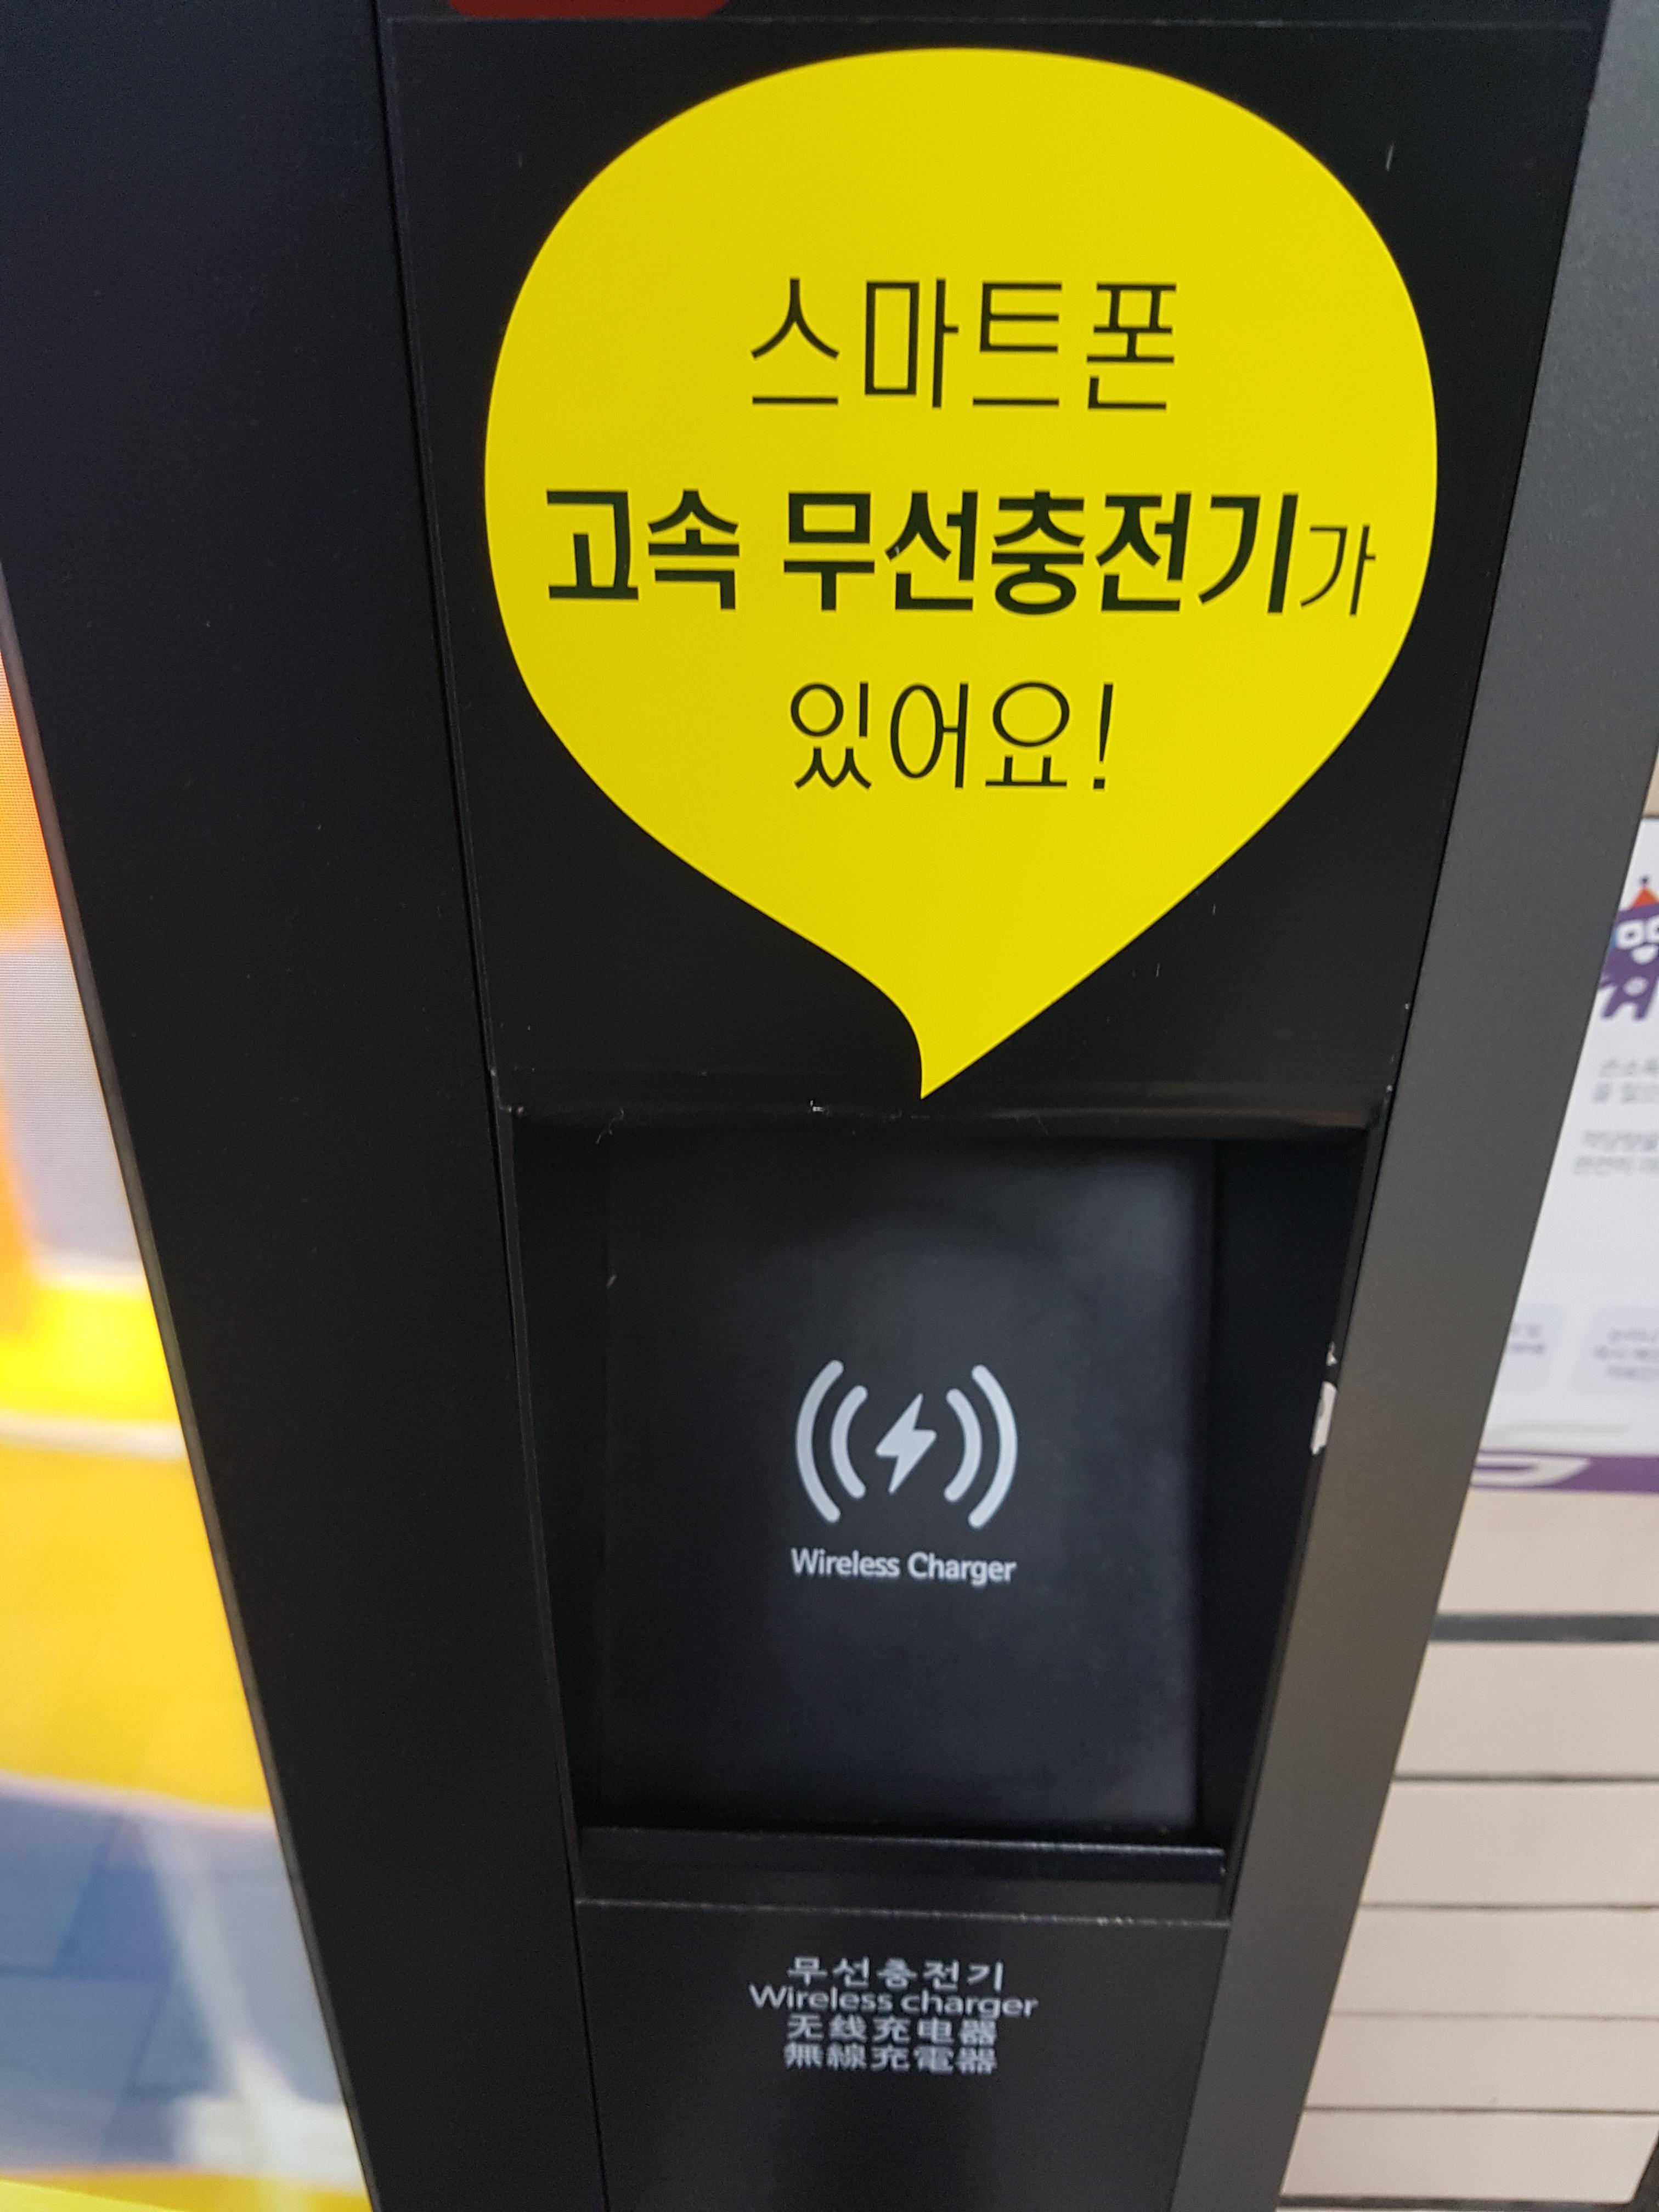 스마트폰
고속 무선충전기가
있어요!
Wireless Charger
무선충전기
Wireless charger
无线充电器
無線充電器